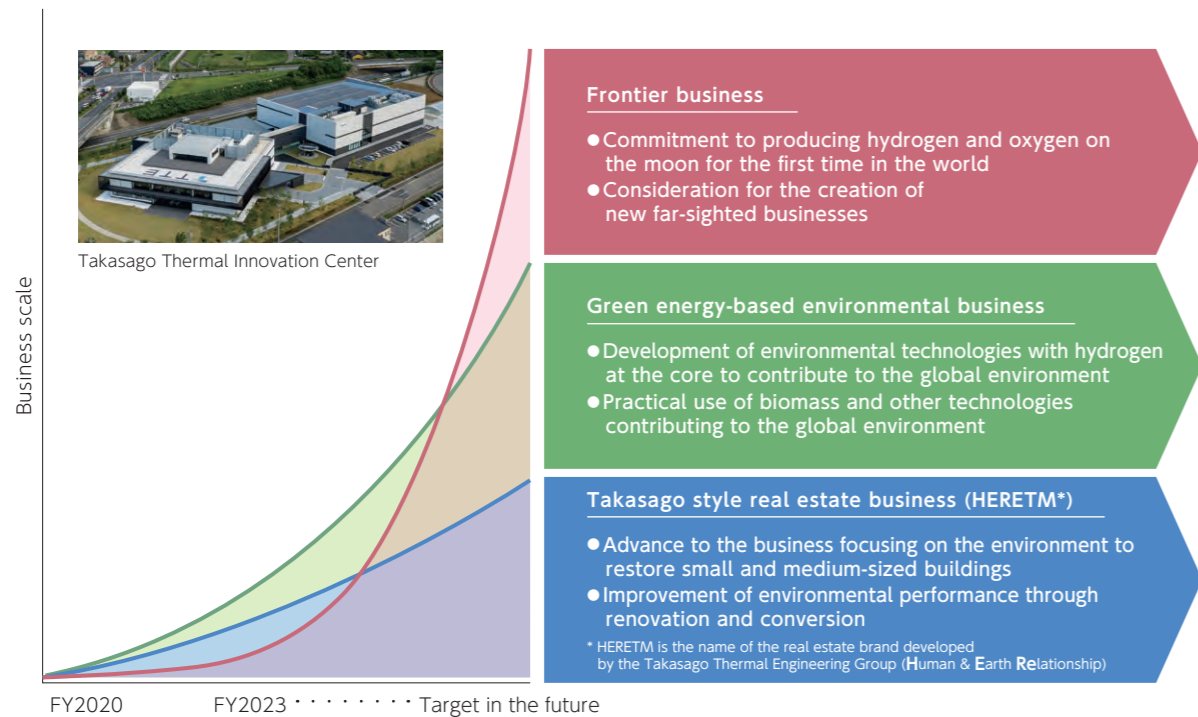 Takasago Thermal Innovation Center
Business scale
FY2020
FY2023 · · · · · · · · Target in the future
Frontier business
●Commitment to producing hydrogen and oxygen on
the moon for the first time in the world
●Consideration for the creation of
new far-sighted businesses
Green energy-based environmental business
●Development of environmental technologies with hydrogen
at the core to contribute to the global environment
●Practical use of biomass and other technologies
contributing to the global environment
Takasago style real estate business (HERETM*)
●Advance to the business focusing on the environment to
restore small and medium-sized buildings
●Improvement of environmental performance through
renovation and conversion
* HERETM is the name of the real estate brand developed
by the Takasago Thermal Engineering Group (Human & Earth Relationship)